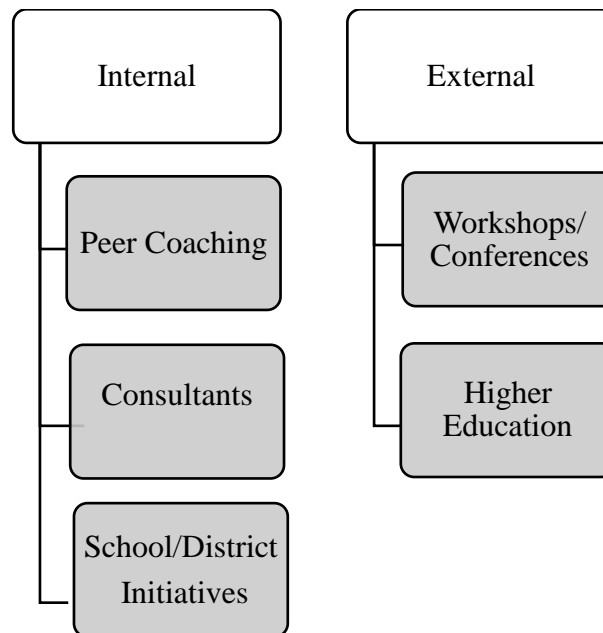 Internal
Peer Coaching
Consultants
School/District
Initiatives
External
Workshops/
Conferences
Higher
Education